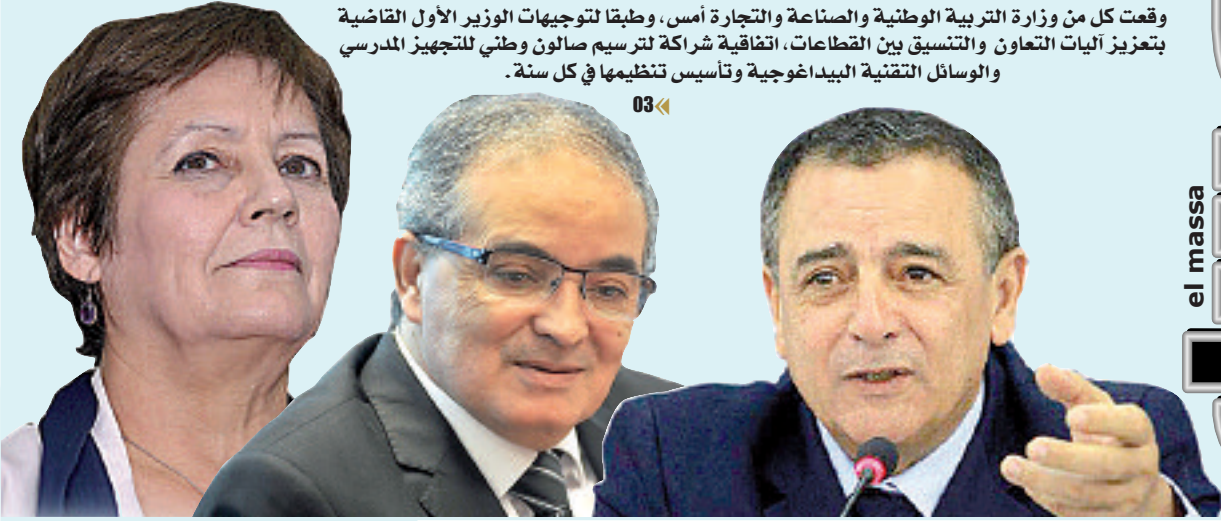 وقعت كل من وزارة التربية الوطنية والصناعة والتجارة أمس، وطبقا لتوجيهات الوزير الأول القاضية
بتعزيز آليات التعاون والتنسيق بين القطاعات، اتفاقية شراكة لترسيم صالون وطني للتجهيز المدرسي
والوسائل التقنية البيداغوجية وتأسيس تنظيمها في كل سنة.
03
el massa